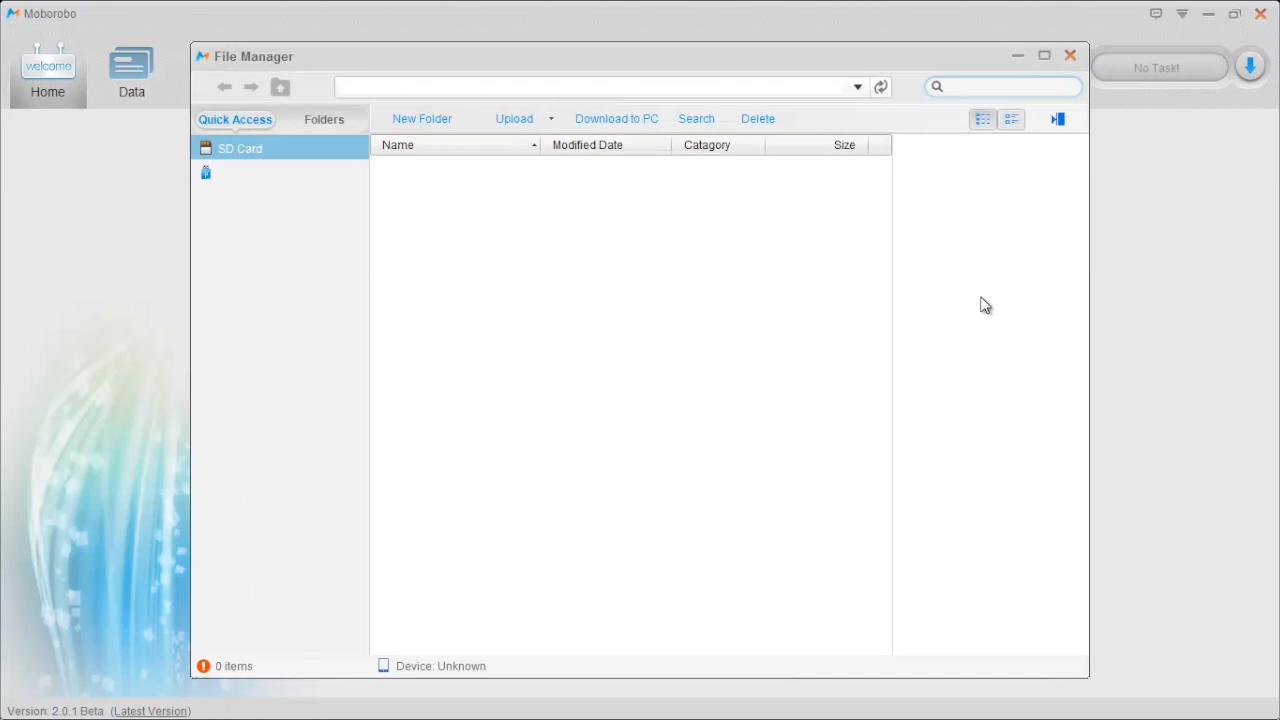 Moborobo
welcome
Home
Data
File Manager
No Task!
Quick Access
Folders
New Folder
Upload
Download to PC
Search
Delete
SD Card
Name
Modified Date
Catagory
Size
0 items
Device: Unknown
Version: 2.0.1 Beta (Latest Version)